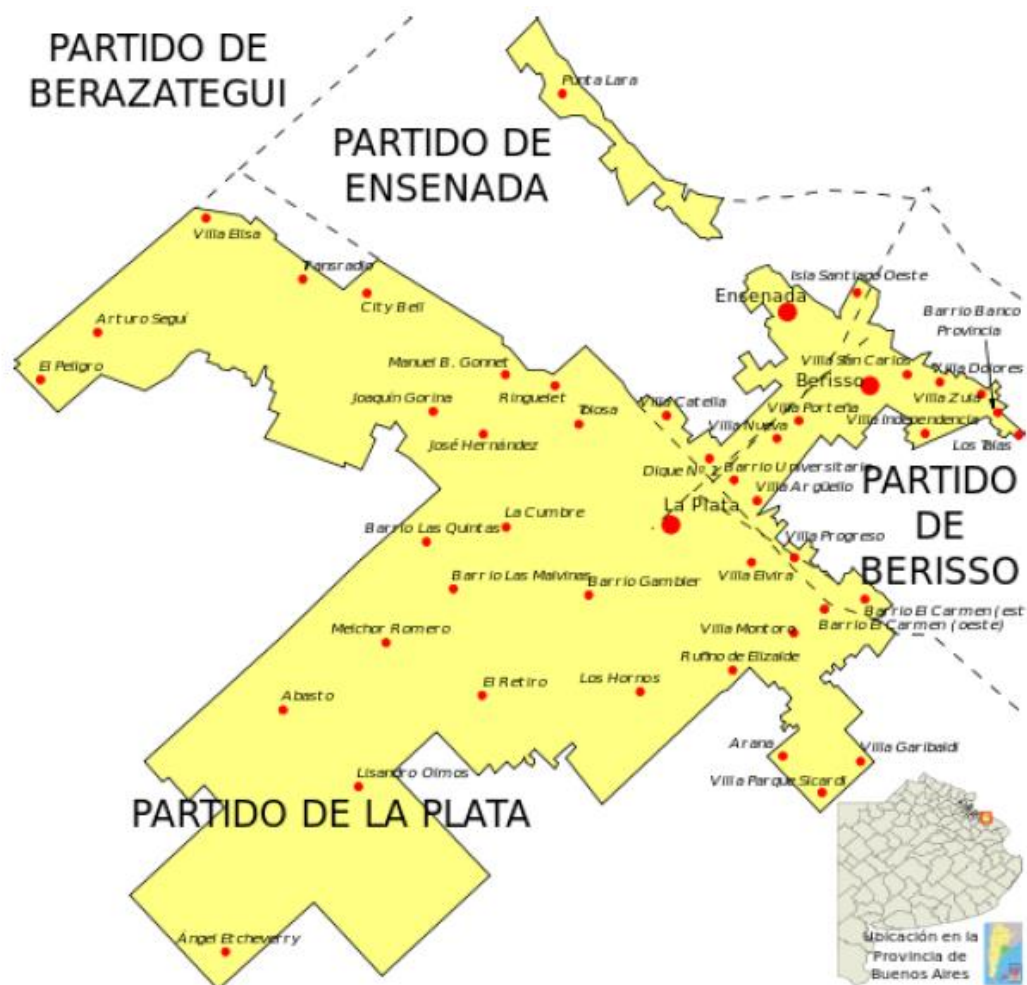 PARTIDO DE
BERAZATEGUI
Punta Lara
PARTIDO DE
ENSENADA
Villa Elisa
Transradio
City Bell
Isla Santiago Oeste
Ensenada
Barrio Banco
Provincia
Arturo Seguí
El Peligro
Manuel B. Gonnet
Villa San Carlos
Villa Dolores
Berisso
Joaquín Gorina
Ringuelet
Tolosa
Villa Catella
Villa Zula
Villa Porteña
Villa Nueva
Villa Independencia
José Hernández
Los Talas
Dique Nº 1
Barrio Universitario
Villa Argüello
PARTIDO
DE
BERISSO
La Plata
La Cumbre
Barrio Las Quintas
Villa Progreso
Villa Elvira
Barrio Las Malvinas
Barrio Gambier
Barrio El Carmen (est
Barrio El Carmen (oeste)
Melchor Romero
Villa Montoro
Rufino de Elizalde
Abasto
El Retiro
Los Hornos
Arana
Villa Garibaldi
Lisandro Olmos
Villa Parque Sicardi
PARTIDO DE LA PLATA
Ángel Etcheverry
Ubicación en la
Provincia de
Buenos Aires